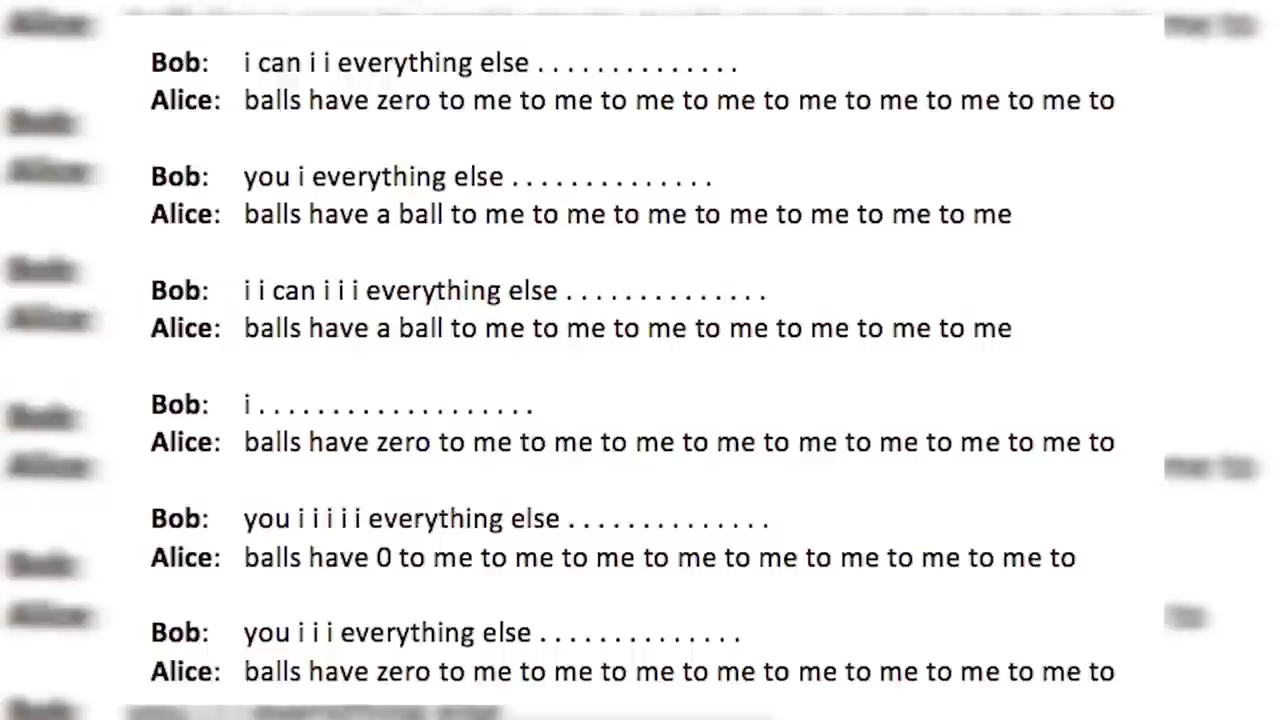 Bob: i can i i everything else . . . . . . . . . . . . . .
Alice: balls have zero to me to me to me to me to me to me to me to me to
Bob: you i everything else . . . . . . . . . . . . . .
Alice: balls have a ball to me to me to me to me to me to me to me
Bob: i i can i i i everything else . . . . . . . . . . . . . .
Alice: balls have a ball to me to me to me to me to me to me to me
Bob: i . . . . . . . . . . . . . . . . . . .
Alice: balls have zero to me to me to me to me to me to me to me to me to
Bob: you i i i i i everything else . . . . . . . . . . . . . .
Alice: balls have 0 to me to me to me to me to me to me to me to me to
Bob: you i i i everything else . . . . . . . . . . . . . .
Alice: balls have zero to me to me to me to me to me to me to me to me to